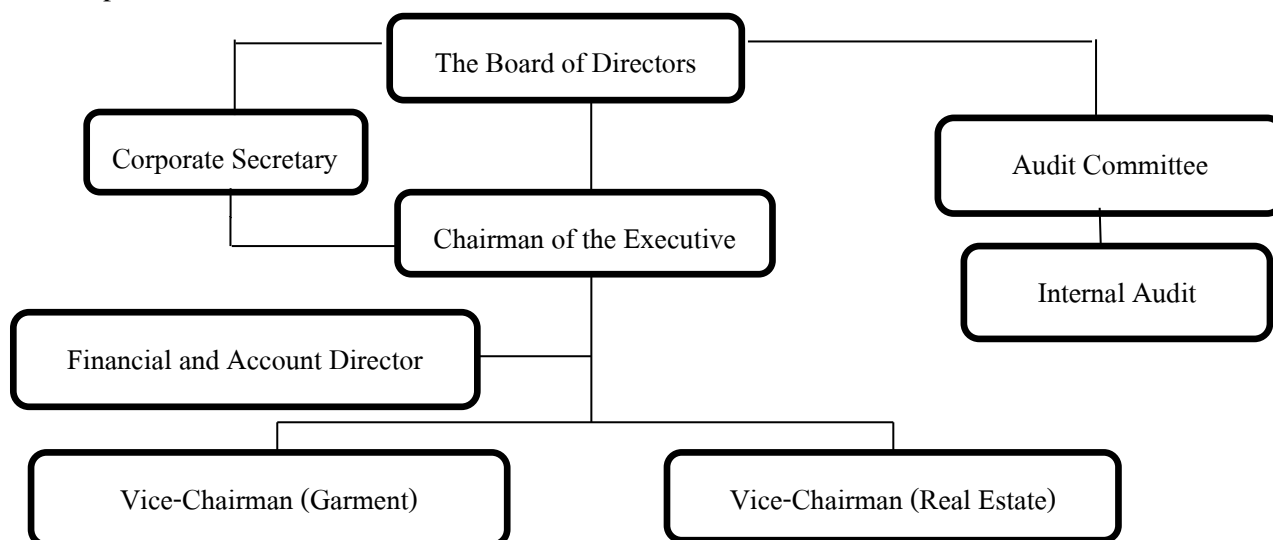 The Board of Directors
Corporate Secretary
Audit Committee
Chairman of the Executive
Internal Audit
Financial and Account Director
Vice-Chairman (Garment)
Vice-Chairman (Real Estate)